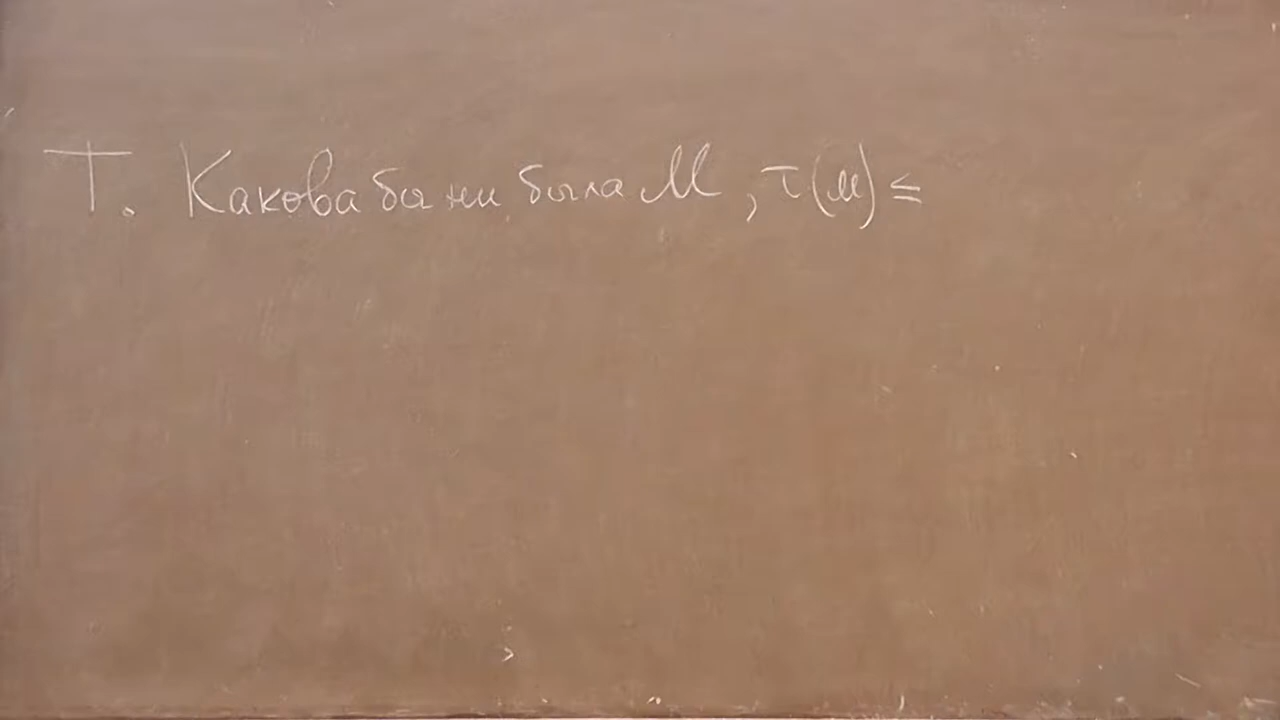 Т. Какова бы ни была M, τ(M) ≤